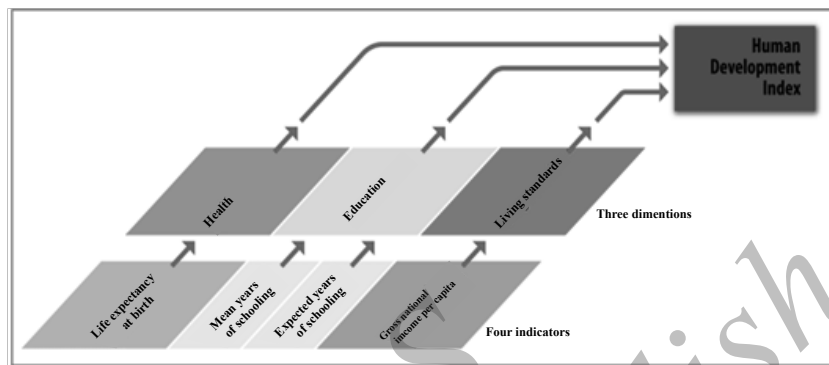 Human
Development
Index
Health
Education
Living standards
Three dimentions
Life expectancy
at birth
Mean years
of schooling
Expected years
of schooling
Gross national
imcome per capita
Four indicators